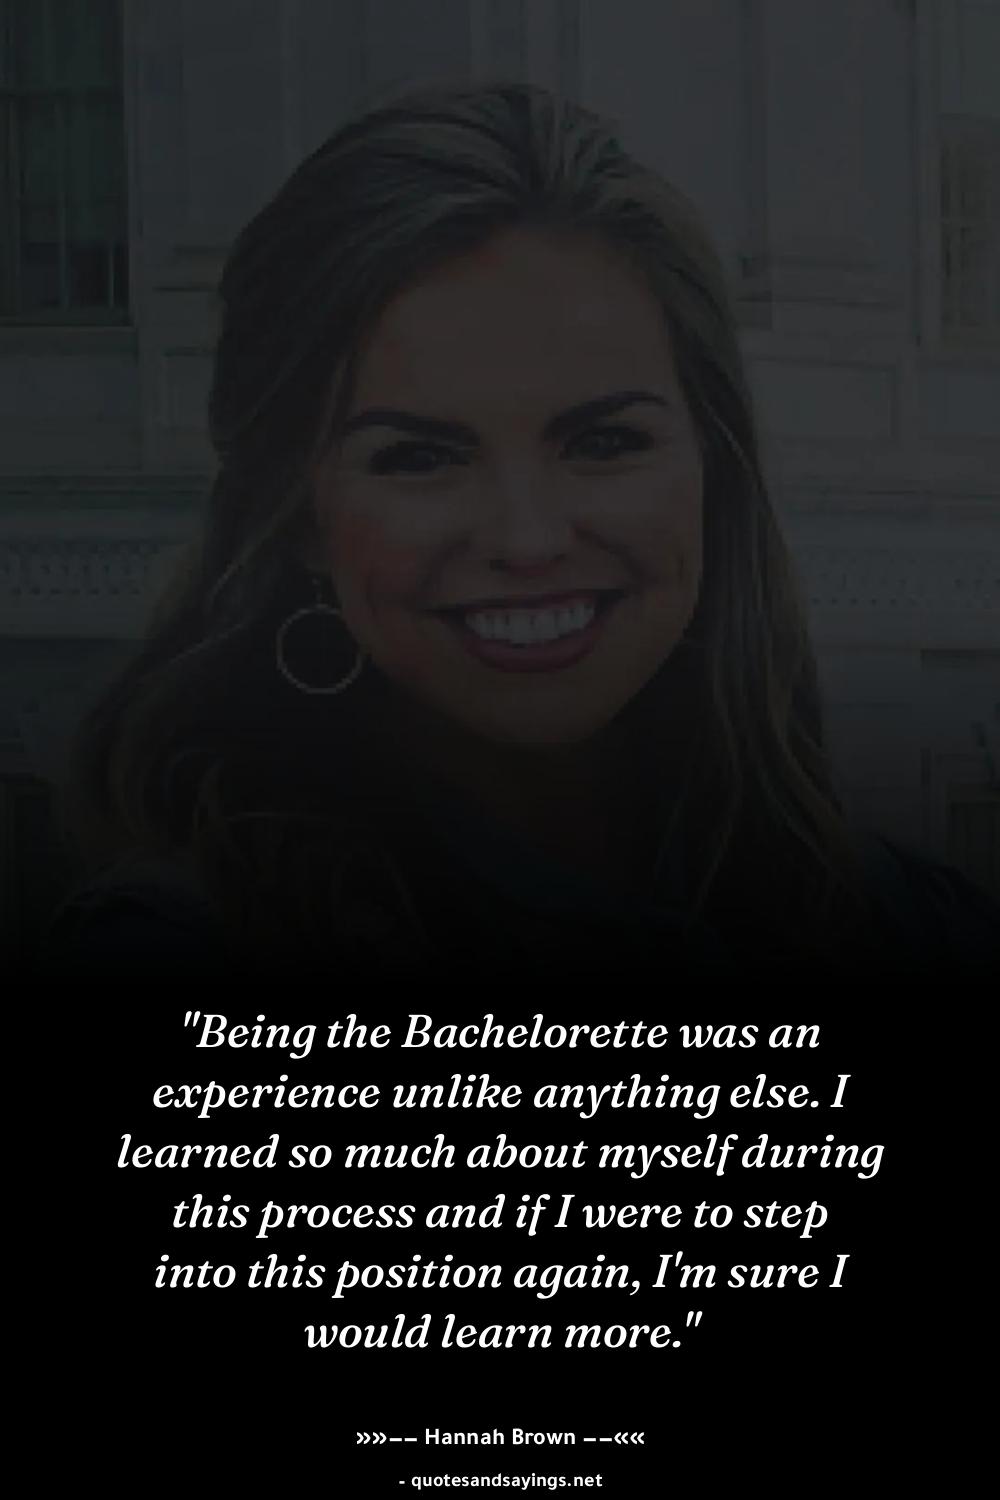 "Being the Bachelorette was an
experience unlike anything else. I
learned so much about myself during
this process and if I were to step
into this position again, I'm sure I
would learn more."
»»−− Hannah Brown −−««
- quotesandsayings.net